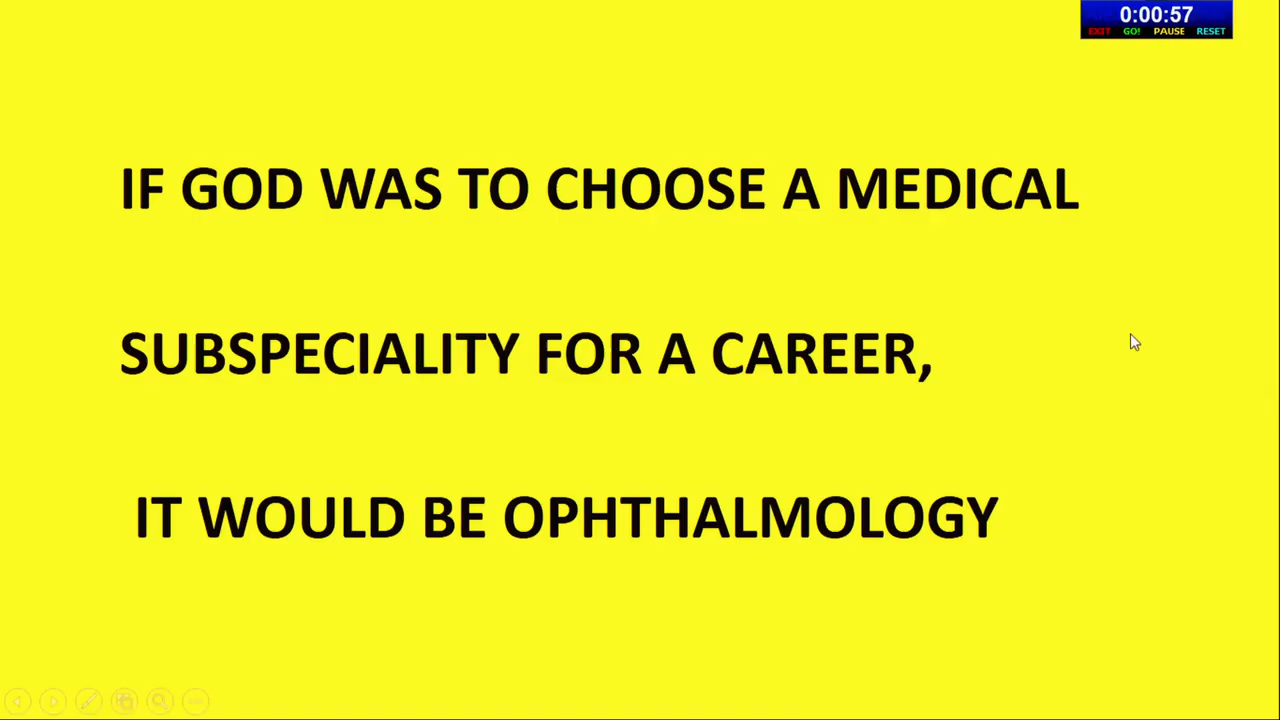 0:00:57
EXIT GO! PAUSE RESET
IF GOD WAS TO CHOOSE A MEDICAL
SUBSPECIALITY FOR A CAREER,
IT WOULD BE OPHTHALMOLOGY